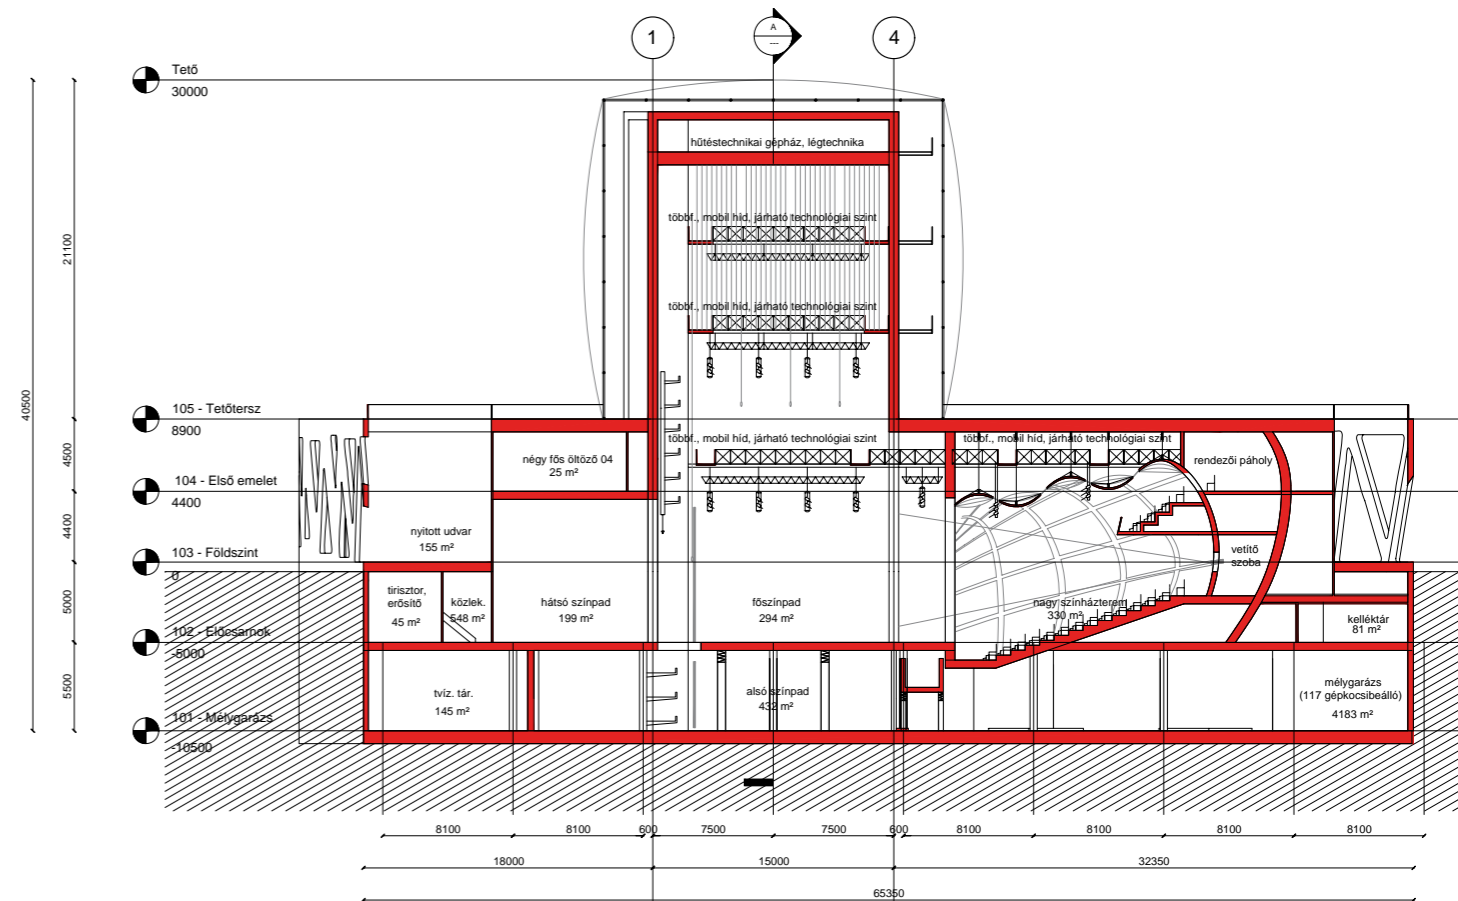 1
A
---
4
Tető
30000
hűtéstechnikai gépház, légtechnika
többf., mobil híd, járható technológiai szint
21100
többf., mobil híd, járható technológiai szint
40500
105 - Tetőtersz
8900
többf., mobil híd, járható technológiai szint
többf., mobil híd, járható technológiai szint
4500
négy fős öltöző 04
25 m²
rendezői páholy
104 - Első emelet
4400
4400
nyitott udvar
155 m²
vetítő
szoba
103 - Földszint
0
5000
tirisztor,
erősítő
45 m²
közlek.
548 m²
hátsó színpad
199 m²
főszínpad
294 m²
nagy színházterem
330 m²
kelléktár
81 m²
102 - Előcsarnok
-5000
5500
tvíz. tár.
145 m²
alsó színpad
432 m²
mélygarázs
(117 gépkocsibeálló)
4183 m²
101 - Mélygarázs
-10500
8100
8100
600
7500
7500
600
8100
8100
8100
8100
18000
15000
32350
65350